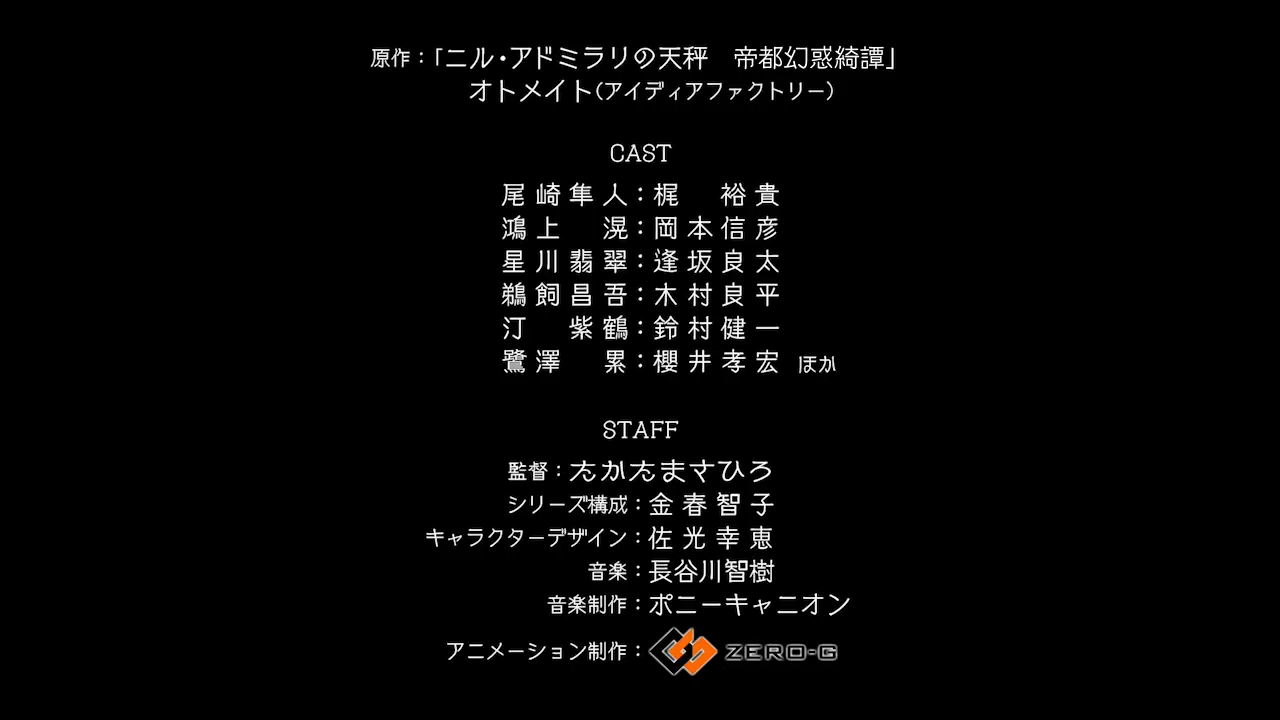 原作：「ニル・アドミラリの天秤　帝都幻惑綺譚」
オトメイト（アイディアファクトリー）
CAST
尾崎隼人：梶　裕貴
鴻上　滉：岡本信彦
星川翡翠：逢坂良太
鵜飼昌吾：木村良平
汀　紫鶴：鈴村健一
鷺澤　累：櫻井孝宏　ほか
STAFF
監督：たかたまさひろ
シリーズ構成：金春智子
キャラクターデザイン：佐光幸恵
音楽：長谷川智樹
音楽制作：ポニーキャニオン
アニメーション制作：ZERO-G